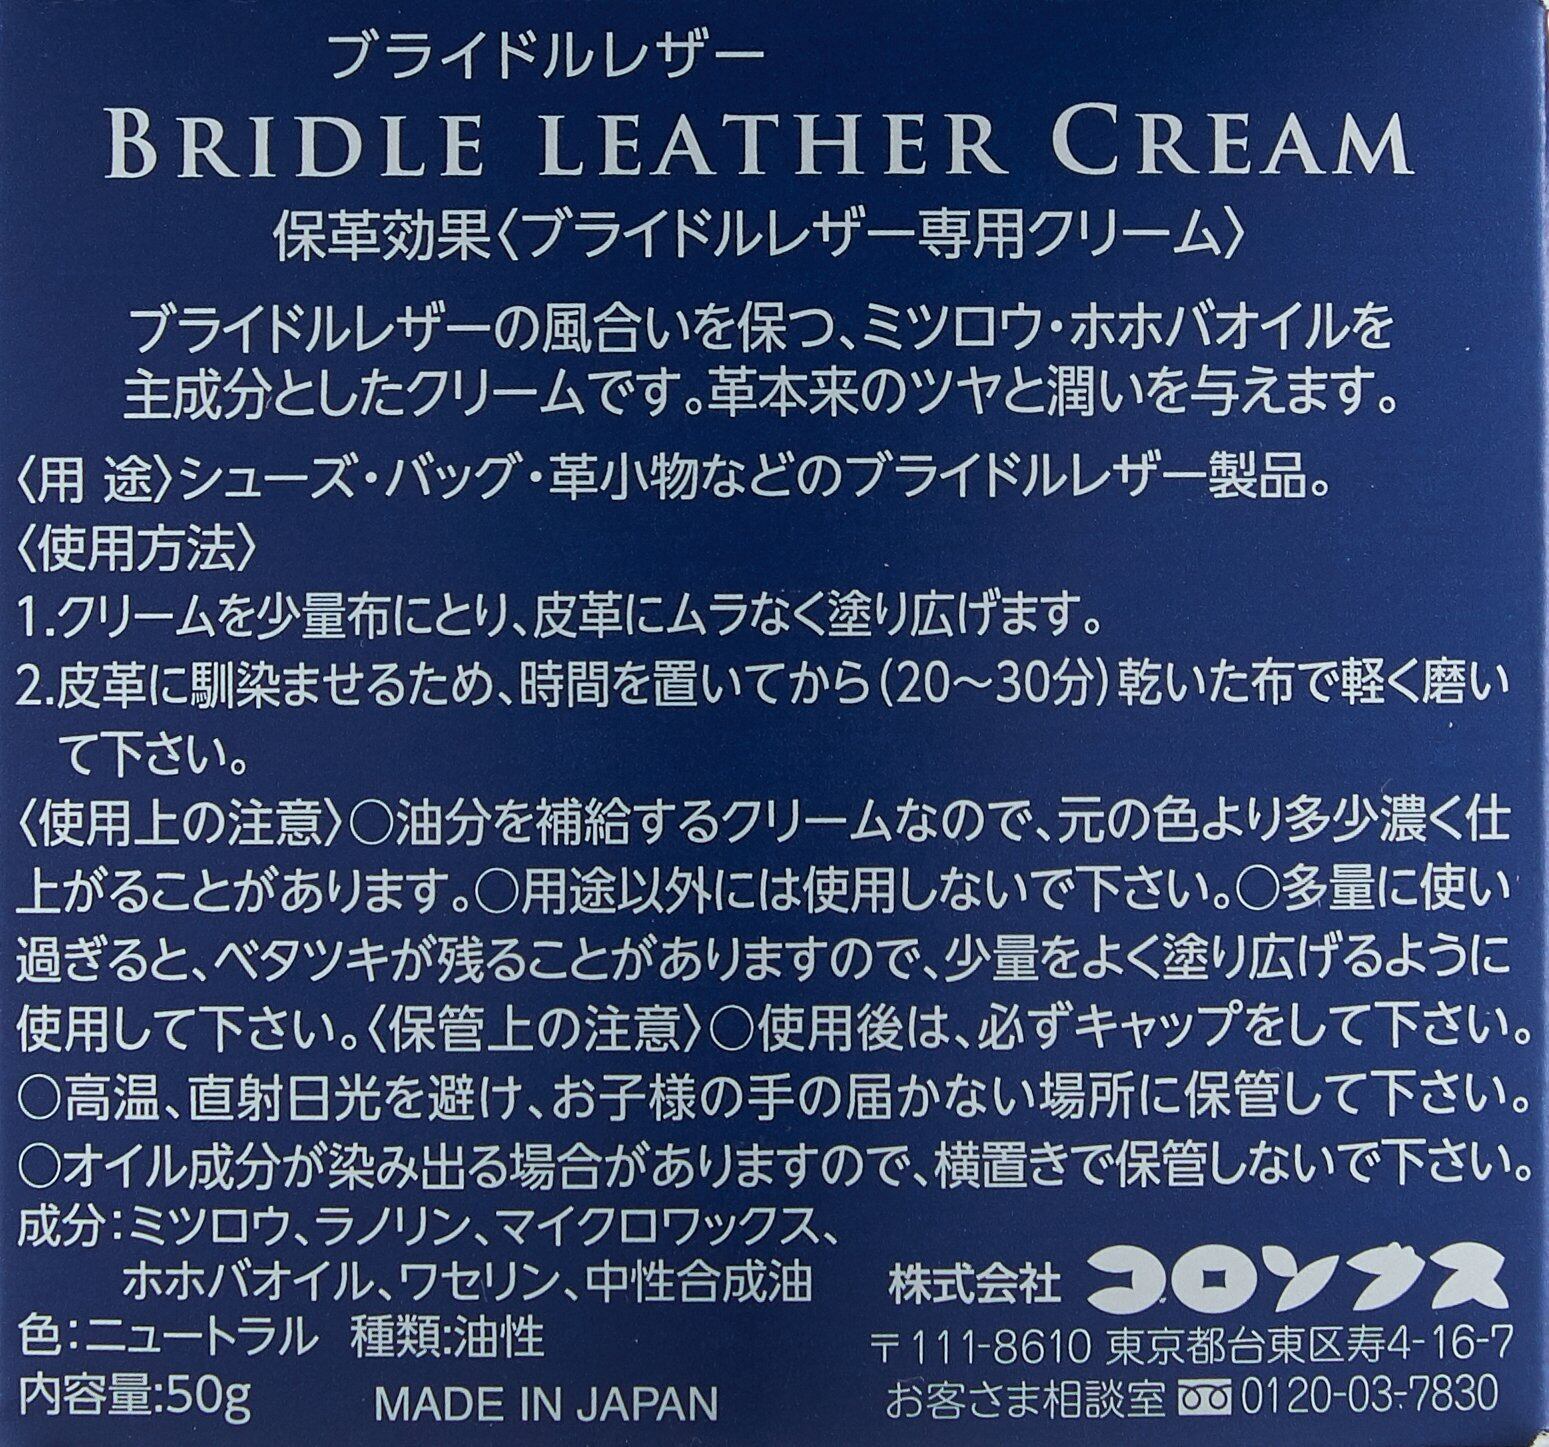 ブライドルレザー
BRIDLE LEATHER CREAM
保革効果〈ブライドルレザー専用クリーム〉
ブライドルレザーの風合いを保つ、ミツロウ・ホホバオイルを
主成分としたクリームです。革本来のツヤと潤いを与えます。
〈用 途〉シューズ・バッグ・革小物などのブライドルレザー製品。
〈使用方法〉
1.クリームを少量布にとり、皮革にムラなく塗り広げます。
2.皮革に馴染ませるため、時間を置いてから(20〜30分)乾いた布で軽く磨い
て下さい。
〈使用上の注意〉○油分を補給するクリームなので、元の色より多少濃く仕
上がることがあります。○用途以外には使用しないで下さい。○多量に使い
過ぎると、ベタツキが残ることがありますので、少量をよく塗り広げるように
使用して下さい。〈保管上の注意〉○使用後は、必ずキャップをして下さい。
○高温、直射日光を避け、お子様の手の届かない場所に保管して下さい。
○オイル成分が染み出る場合がありますので、横置きで保管しないで下さい。
成分：ミツロウ、ラノリン、マイクロワックス、
ホホバオイル、ワセリン、中性合成油
色：ニュートラル 種類:油性
内容量:50g MADE IN JAPAN
株式会社 コロンブス
〒111-8610 東京都台東区寿4-16-7
お客さま相談室 0120-03-7830